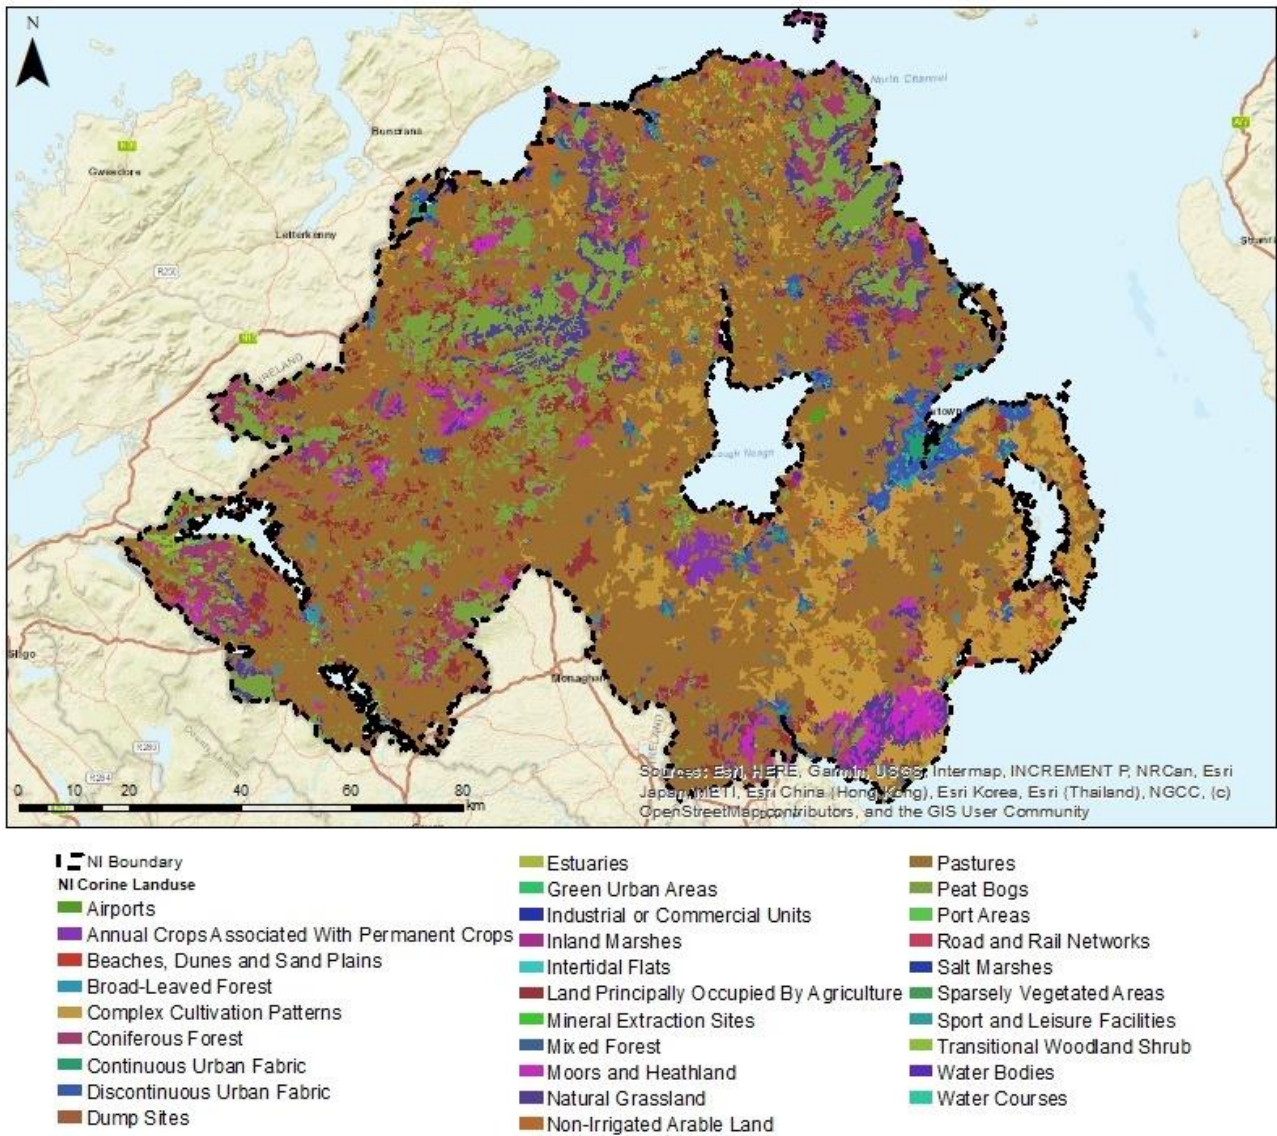 N
North Channel
A77
Buncrana
Gweedore
Letterkenny
R250
IRELAND
Lough Neagh
Sligo
Monaghan
IRELAND
R280
R284
0 10 20 40 60 80
km
Sources: Esri, HERE, Garmin, USGS, Intermap, INCREMENT P, NRCan, Esri
Japan, METI, Esri China (Hong Kong), Esri Korea, Esri (Thailand), NGCC, (c)
OpenStreetMap contributors, and the GIS User Community
NI Boundary
NI Corine Landuse
Airports
Annual Crops Associated With Permanent Crops
Beaches, Dunes and Sand Plains
Broad-Leaved Forest
Complex Cultivation Patterns
Coniferous Forest
Continuous Urban Fabric
Discontinuous Urban Fabric
Dump Sites
Estuaries
Green Urban Areas
Industrial or Commercial Units
Inland Marshes
Intertidal Flats
Land Principally Occupied By Agriculture
Mineral Extraction Sites
Mixed Forest
Moors and Heathland
Natural Grassland
Non-Irrigated Arable Land
Pastures
Peat Bogs
Port Areas
Road and Rail Networks
Salt Marshes
Sparsely Vegetated Areas
Sport and Leisure Facilities
Transitional Woodland Shrub
Water Bodies
Water Courses